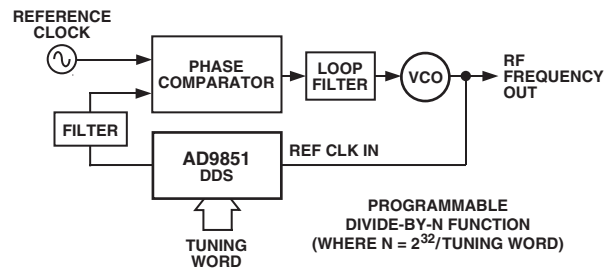 REFERENCE
CLOCK
PHASE
COMPARATOR
LOOP
FILTER
VCO
RF
FREQUENCY
OUT
FILTER
AD9851
DDS
REF CLK IN
TUNING
WORD
PROGRAMMABLE
DIVIDE-BY-N FUNCTION
(WHERE N = 2³²/TUNING WORD)